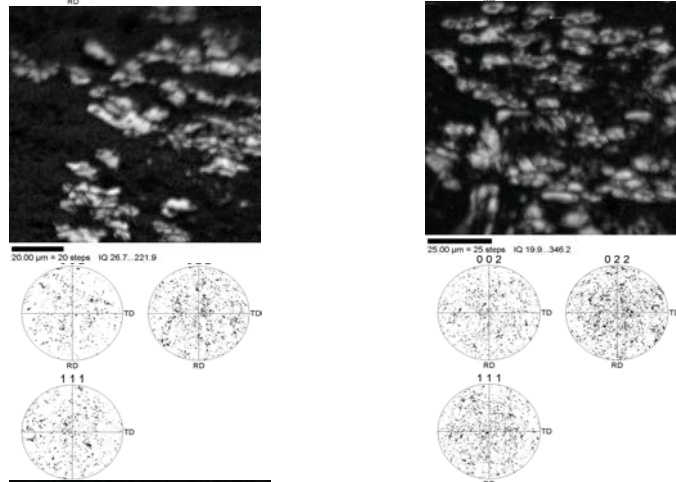 RD
20.00 µm = 20 steps IQ 26.7...221.9
TD
TD
RD
RD
1 1 1
TD
25.00 µm = 25 steps IQ 19.9...346.2
0 0 2
0 2 2
TD
RD
RD
1 1 1
TD